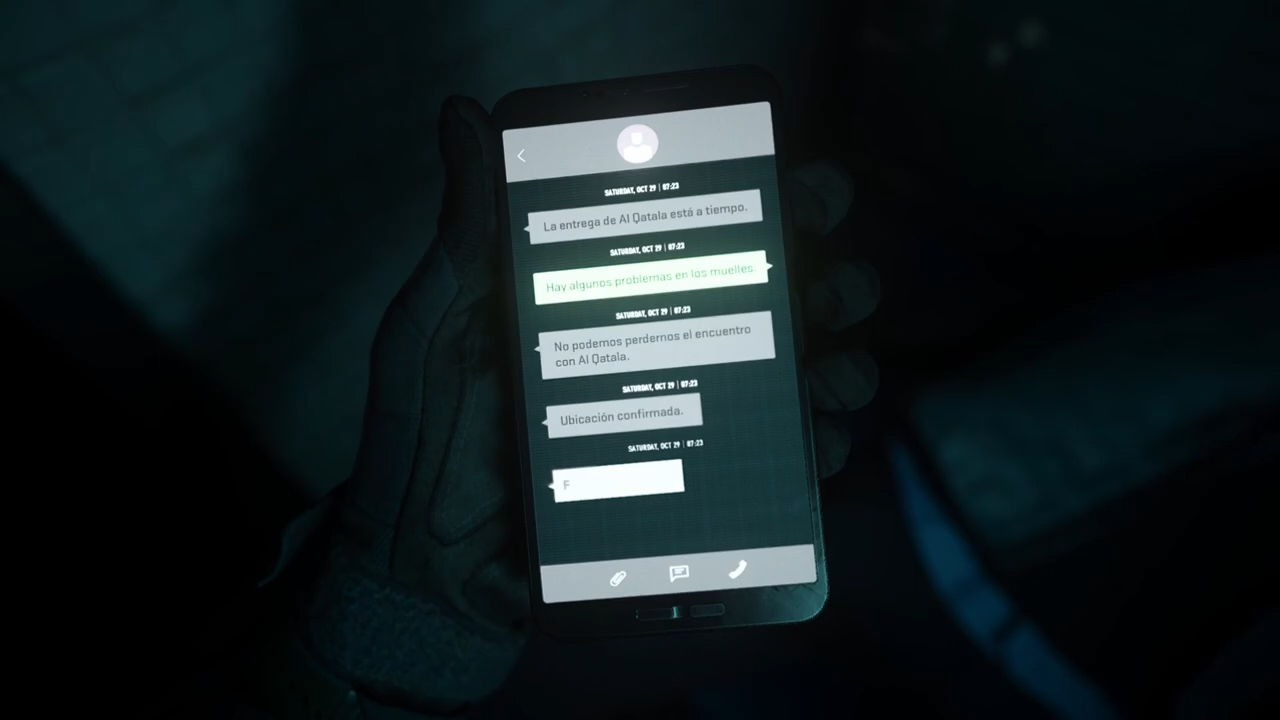 SATURDAY, OCT 29 | 07:23
La entrega de Al Qatala está a tiempo.
SATURDAY, OCT 29 | 07:23
Hay algunos problemas en los muelles.
SATURDAY, OCT 29 | 07:23
No podemos perdernos el encuentro
con Al Qatala.
SATURDAY, OCT 29 | 07:23
Ubicación confirmada.
SATURDAY, OCT 29 | 07:23
F